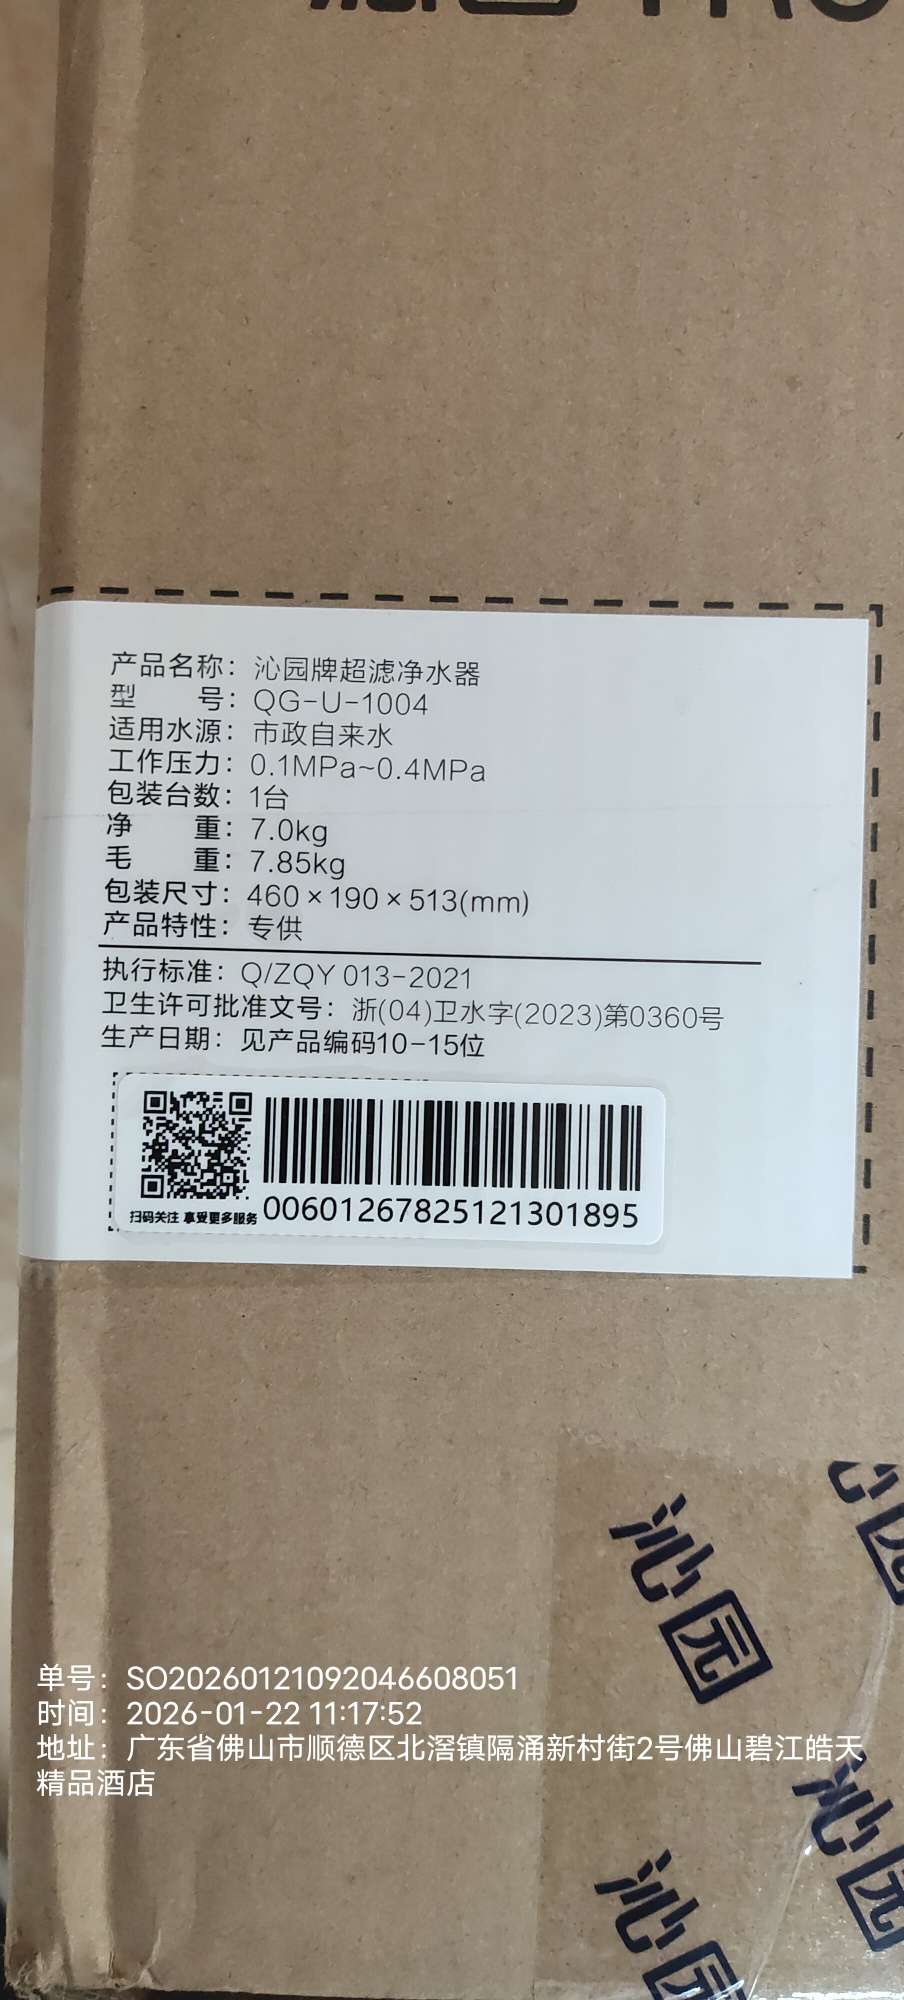 产品名称：沁园牌超滤净水器
型　　号：QG-U-1004
适用水源：市政自来水
工作压力：0.1MPa~0.4MPa
包装台数：1台
净　　重：7.0kg
毛　　重：7.85kg
包装尺寸：460×190×513(mm)
产品特性：专供
执行标准：Q/ZQY 013-2021
卫生许可批准文号：浙(04)卫水字(2023)第0360号
生产日期：见产品编码10-15位
扫码关注 享受更多服务
00601267825121301895
沁园
沁园
沁园
单号：SO20260121092046608051
时间：2026-01-22 11:17:52
地址：广东省佛山市顺德区北滘镇隔涌新村街2号佛山碧江皓天
精品酒店